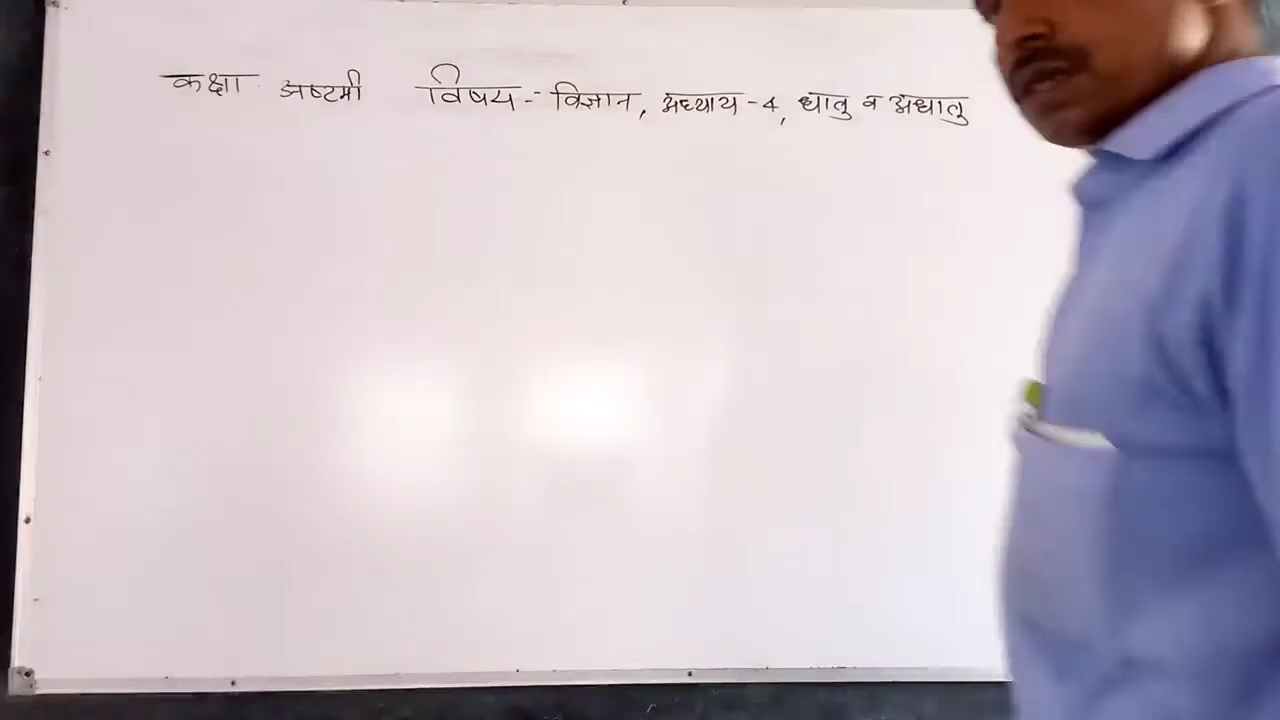 कक्षा अष्टमी विषय - विज्ञान, अध्याय - 4, धातु व अधातु